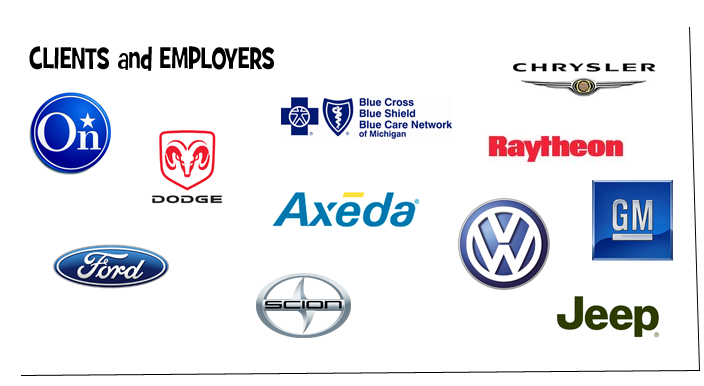 CLIENTS and EMPLOYERS
CHRYSLER
On
Blue Cross
Blue Shield
Blue Care Network
of Michigan
® ®
Raytheon
DODGE
Axeda®
VW
GM
Ford
SCION
Jeep®